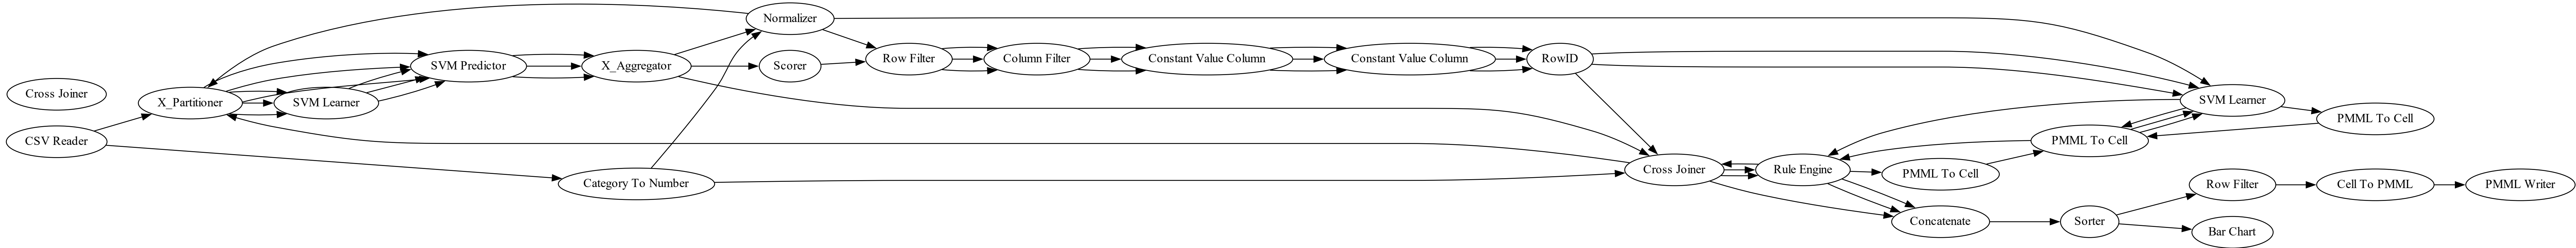 Normalizer
SVM Predictor
X_Aggregator
Scorer
Row Filter
Column Filter
Constant Value Column
Constant Value Column
RowID
Cross Joiner
X_Partitioner
SVM Learner
SVM Learner
PMML To Cell
CSV Reader
PMML To Cell
Category To Number
Cross Joiner
Rule Engine
PMML To Cell
Row Filter
Cell To PMML
PMML Writer
Concatenate
Sorter
Bar Chart